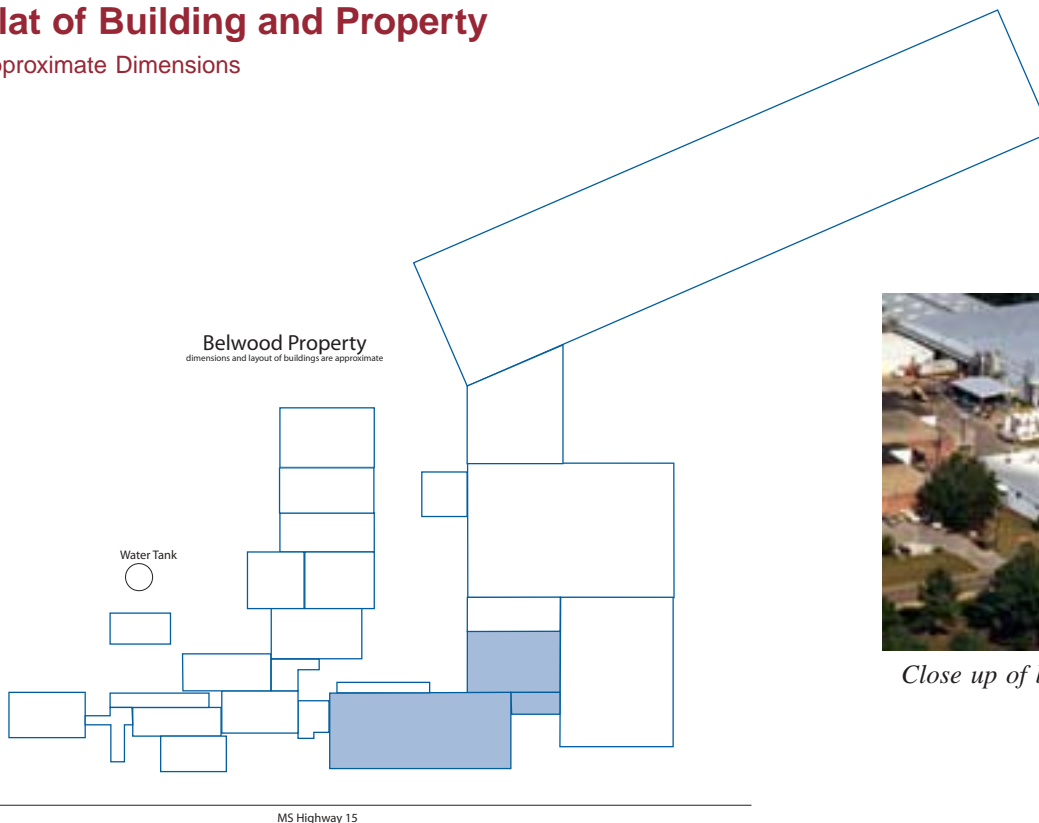 lat of Building and Property
proximate Dimensions
Belwood Property
dimensions and layout of buildings are approximate
Water Tank
Close up of
MS Highway 15